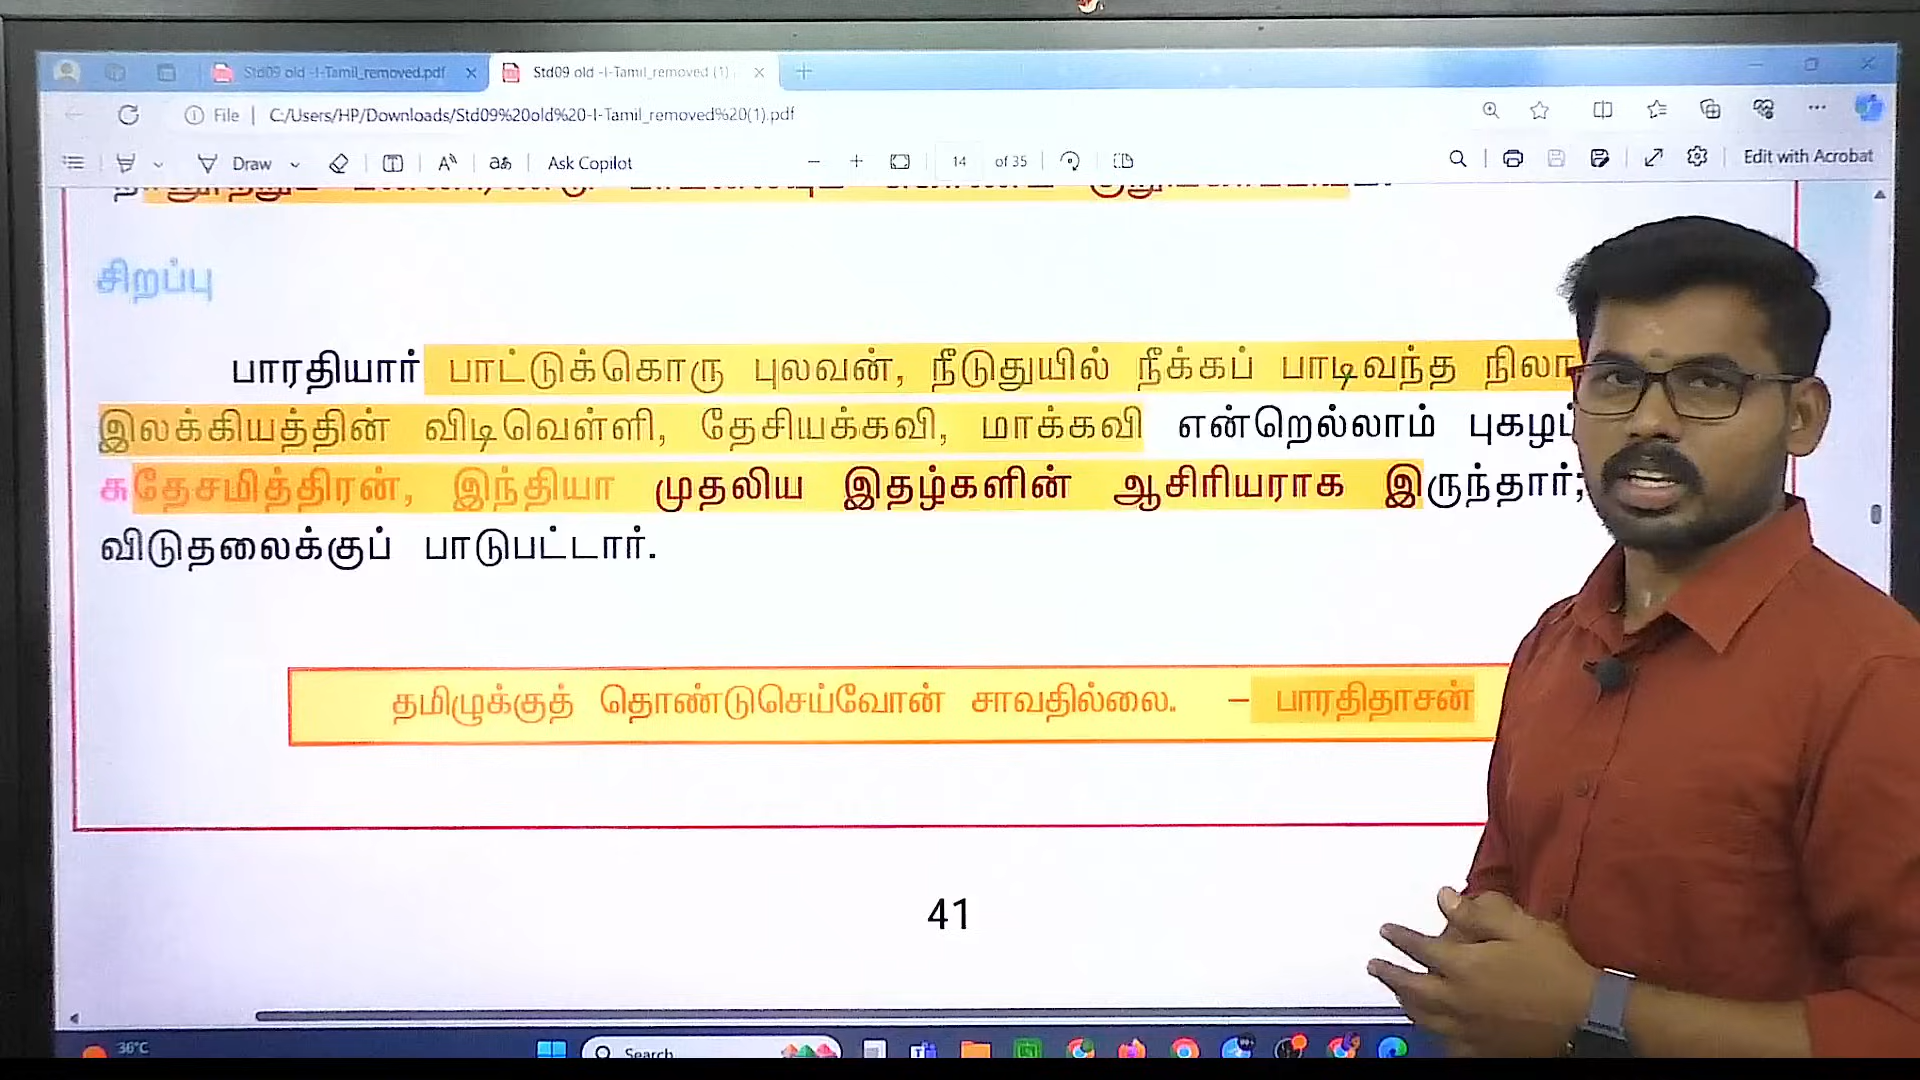 Std09 old -I-Tamil_removed.pdf
Std09 old -I-Tamil_removed (1)
File C:/Users/HP/Downloads/Std09%20old%20-I-Tamil_removed%20(1).pdf
Draw Ask Copilot 14 of 35 Edit with Acrobat
சிறப்பு
பாரதியார் பாட்டுக்கொரு புலவன், நீடுதுயில் நீக்கப் பாடிவந்த நிலா
இலக்கியத்தின் விடிவெள்ளி, தேசியக்கவி, மாக்கவி என்றெல்லாம்
சுதேசமித்திரன், இந்தியா முதலிய இதழ்களின் ஆசிரியராக இருந்தார்;
விடுதலைக்குப் பாடுபட்டார்.
தமிழுக்குத் தொண்டுசெய்வோன் சாவதில்லை. – பாரதிதாசன்
41
36°C
Search